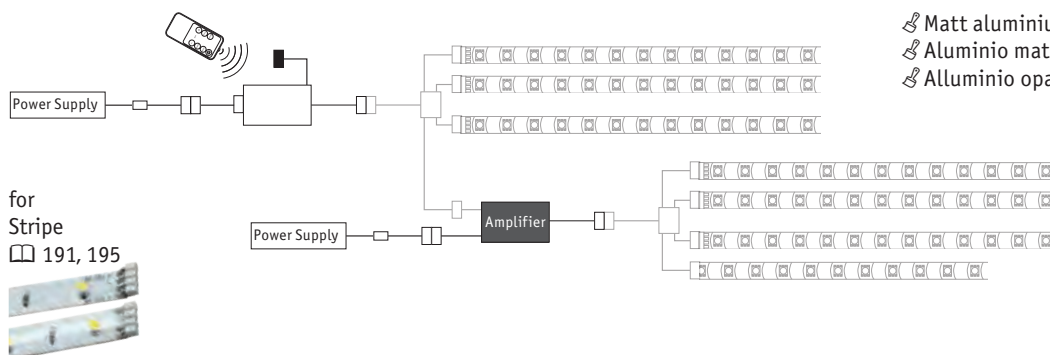 Matt aluminiu
Aluminio mat
Alluminio opa
Power Supply
Amplifier
Power Supply
for
Stripe
191, 195